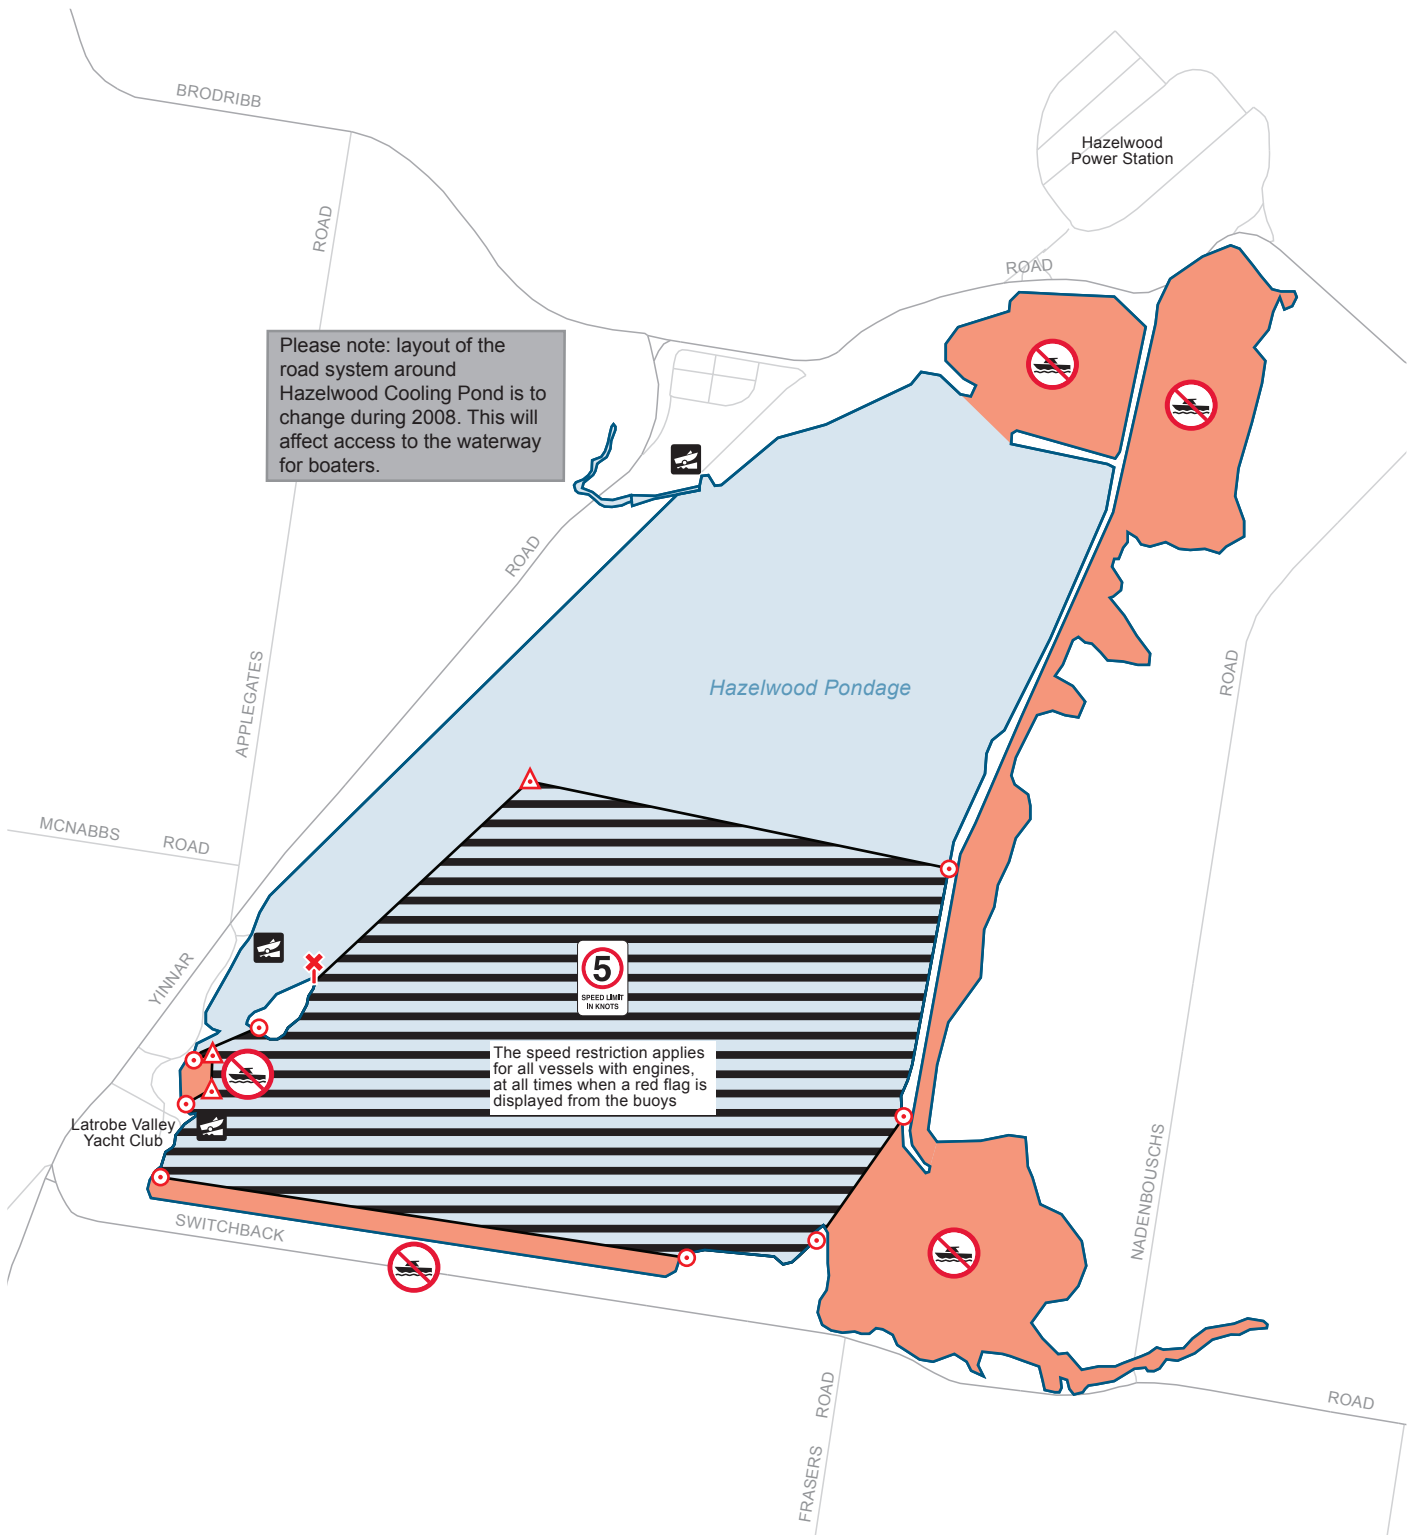 BRODRIBB
Hazelwood
Power Station
ROAD
ROAD
Please note: layout of the
road system around
Hazelwood Cooling Pond is to
change during 2008. This will
affect access to the waterway
for boaters.
ROAD
APPLEGATES
ROAD
Hazelwood Pondage
MCNABBS ROAD
YINNAR
5
SPEED LIMIT
IN KNOTS
The speed restriction applies
for all vessels with engines,
at all times when a red flag is
displayed from the buoys
Latrobe Valley
Yacht Club
SWITCHBACK
NADENBOUSCHS
ROAD
ROAD
FRASERS